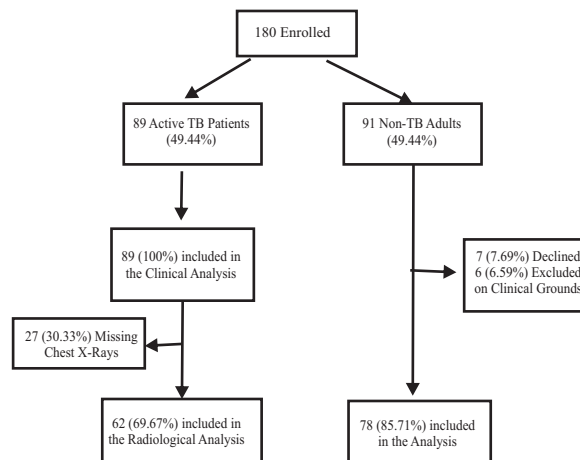 180 Enrolled
89 Active TB Patients
(49.44%)
91 Non-TB Adults
(49.44%)
89 (100%) included in
the Clinical Analysis
7 (7.69%) Declined
6 (6.59%) Excluded
on Clinical Grounds
27 (30.33%) Missing
Chest X-Rays
62 (69.67%) included in
the Radiological Analysis
78 (85.71%) included
in the Analysis